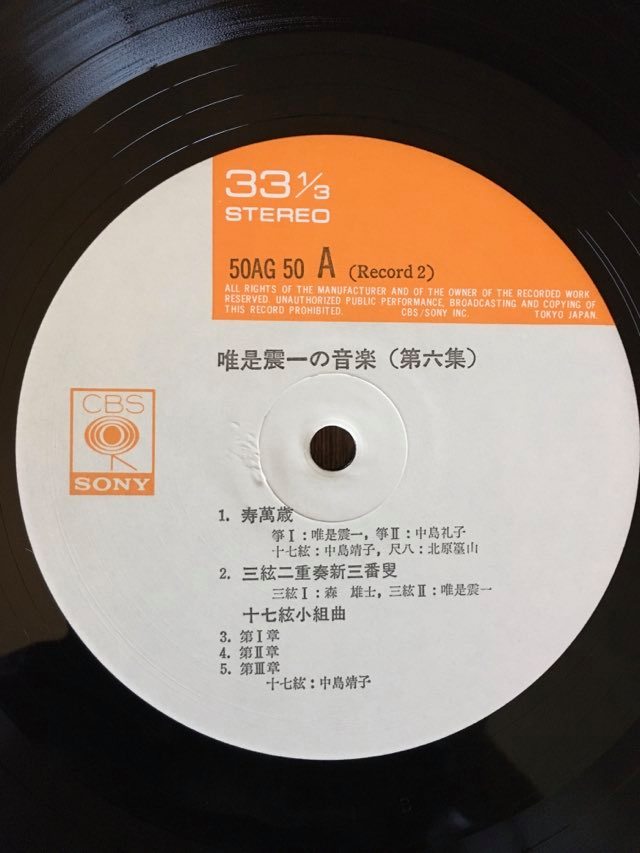 33 1/3
STEREO
50AG 50 A (Record 2)
ALL RIGHTS OF THE MANUFACTURER AND OF THE OWNER OF THE RECORDED WORK
RESERVED. UNAUTHORIZED PUBLIC PERFORMANCE, BROADCASTING AND COPYING OF
THIS RECORD PROHIBITED. CBS/SONY INC. TOKYO JAPAN.
唯是震一の音楽（第六集）
CBS
SONY
1. 寿萬歳
箏Ⅰ：唯是震一，箏Ⅱ：中島礼子
十七絃：中島靖子，尺八：北原篁山
2. 三絃二重奏新三番叟
三絃Ⅰ：森 雄士，三絃Ⅱ：唯是震一
十七絃小組曲
3. 第Ⅰ章
4. 第Ⅱ章
5. 第Ⅲ章
十七絃：中島靖子